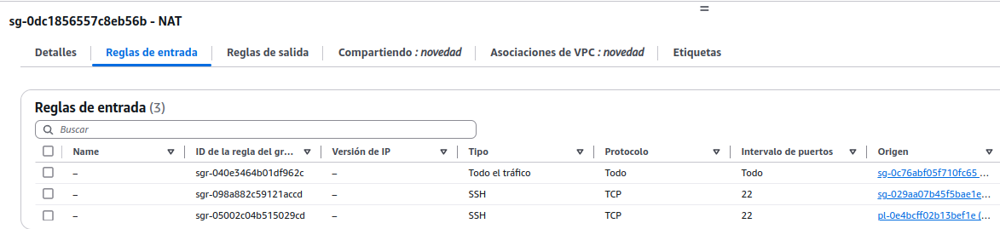 sg-0dc1856557c8eb56b - NAT
Detalles Reglas de entrada Reglas de salida Compartiendo : novedad Asociaciones de VPC : novedad Etiquetas
Reglas de entrada (3)
Buscar
Name ID de la regla del gr... Versión de IP Tipo Protocolo Intervalo de puertos Origen
– sgr-040e3464b01df962c – Todo el tráfico Todo Todo sg-0c76abf05f710fc65 ...
– sgr-098a882c59121accd – SSH TCP 22 sg-029aa07b45f5bae1e...
– sgr-05002c04b515029cd – SSH TCP 22 pl-0e4bcff02b13bef1e (...